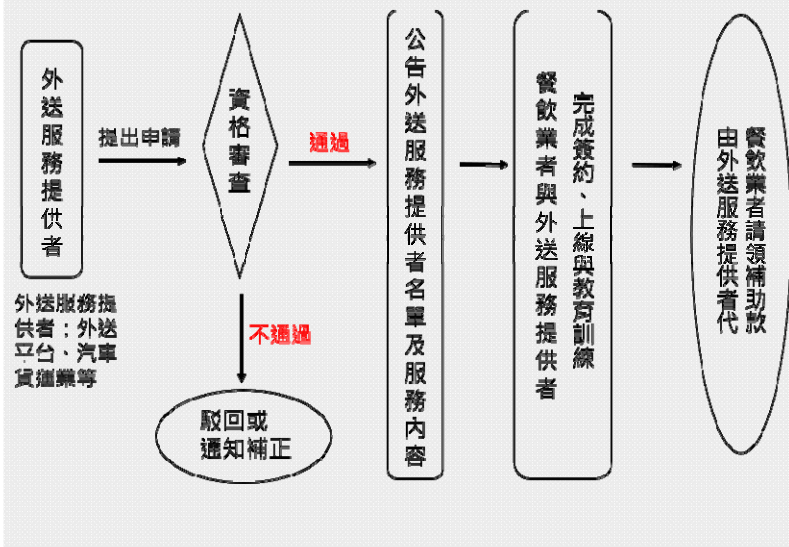 外送服務提供者
提出申請
資格審查
通過
公告外送服務提供者名單及服務內容
餐飲業者與外送服務提供者
完成簽約、上線與教育訓練
由外送服務提供者代
餐飲業者請領補助款
外送服務提
供者：外送
平台、汽車
貨運業等
不通過
駁回或
通知補正